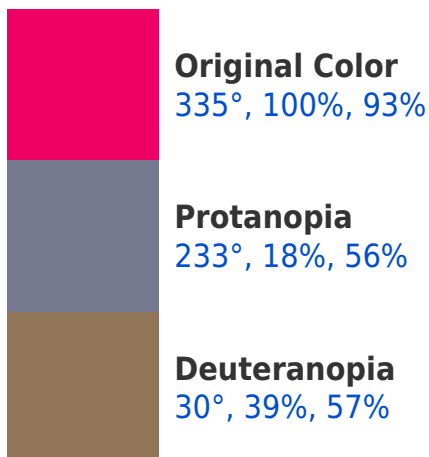 Original Color
335°, 100%, 93%
Protanopia
233°, 18%, 56%
Deuteranopia
30°, 39%, 57%